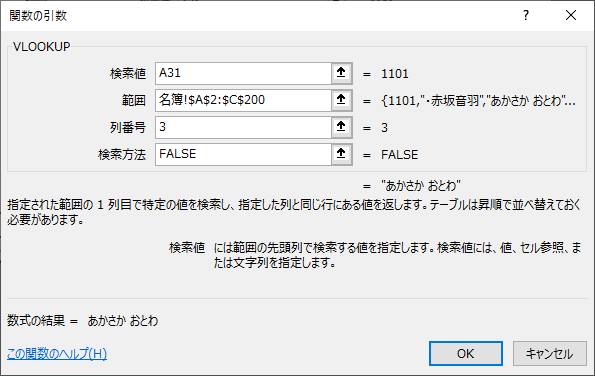 関数の引数
VLOOKUP
検索値 A31 = 1101
範囲 名簿!$A$2:$C$200 = {1101,"・赤坂音羽","あかさか おとわ"...
列番号 3 = 3
検索方法 FALSE = FALSE
= "あかさか おとわ"
指定された範囲の 1 列目で特定の値を検索し、指定した列と同じ行にある値を返します。テーブルは昇順で並べ替えておく
必要があります。
検索値 には範囲の先頭列で検索する値を指定します。検索値には、値、セル参照、ま
たは文字列を指定します。
数式の結果 = あかさか おとわ
この関数のヘルプ(H)
OK キャンセル